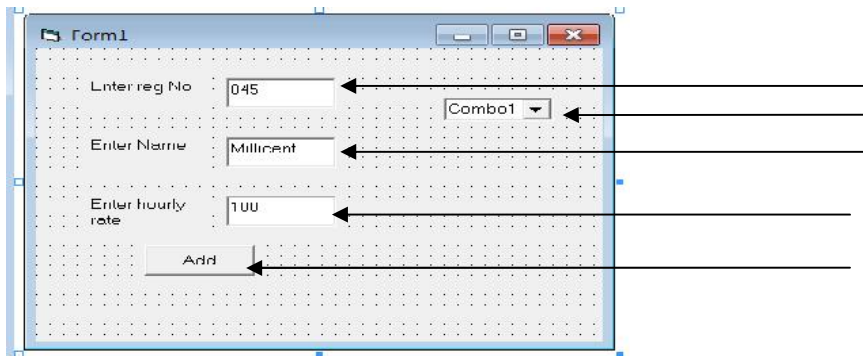 Form1
Enter reg No
045
Combo1
Enter Name
Millicent
Enter hourly
rate
100
Add